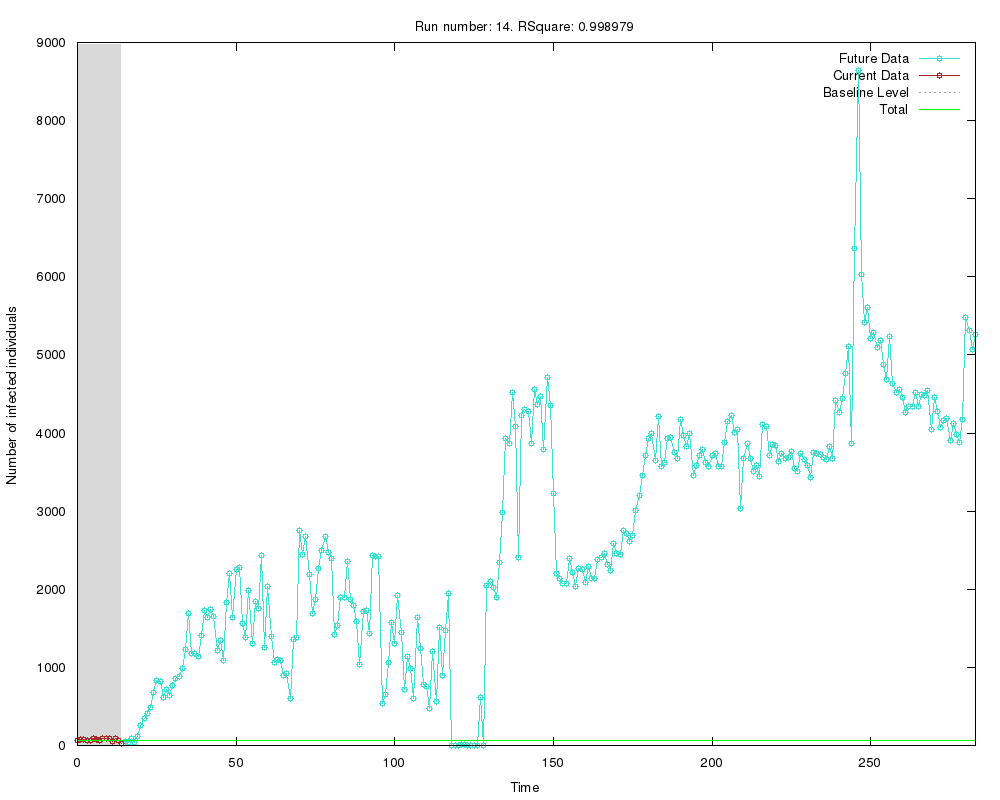 Run number: 14. RSquare: 0.998979
Future Data
Current Data
Baseline Level
Total
9000
8000
7000
6000
5000
4000
3000
2000
1000
0
Number of infected individuals
0 50 100 150 200 250
Time